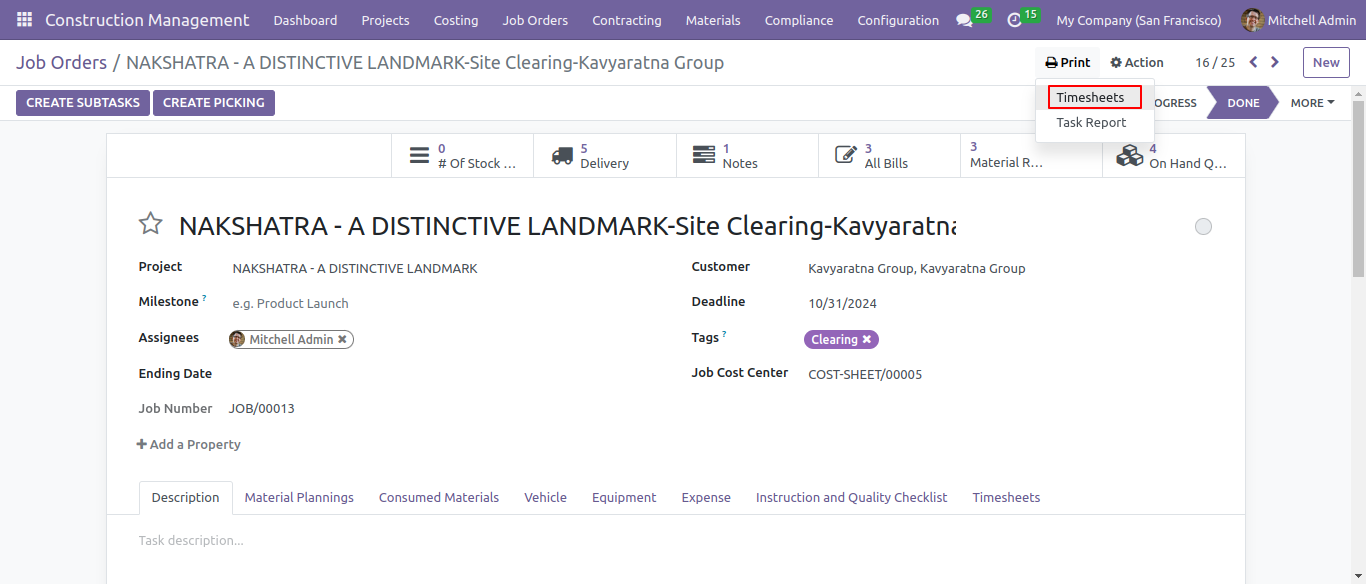 Construction Management Dashboard Projects Costing Job Orders Contracting Materials Compliance Configuration 26 15 My Company (San Francisco) Mitchell Admin
Job Orders / NAKSHATRA - A DISTINCTIVE LANDMARK-Site Clearing-Kavyaratna Group Print Action 16 / 25 New
CREATE SUBTASKS CREATE PICKING Timesheets OGRESS DONE MORE
Task Report
0 # Of Stock ...
5 Delivery
1 Notes
3 All Bills
3 Material R...
4 On Hand Q...
NAKSHATRA - A DISTINCTIVE LANDMARK-Site Clearing-Kavyaratna
Project NAKSHATRA - A DISTINCTIVE LANDMARK Customer Kavyaratna Group, Kavyaratna Group
Milestone ? e.g. Product Launch Deadline 10/31/2024
Assignees Mitchell Admin ✖ Tags ? Clearing ✖
Ending Date Job Cost Center COST-SHEET/00005
Job Number JOB/00013
+ Add a Property
Description Material Plannings Consumed Materials Vehicle Equipment Expense Instruction and Quality Checklist Timesheets
Task description...